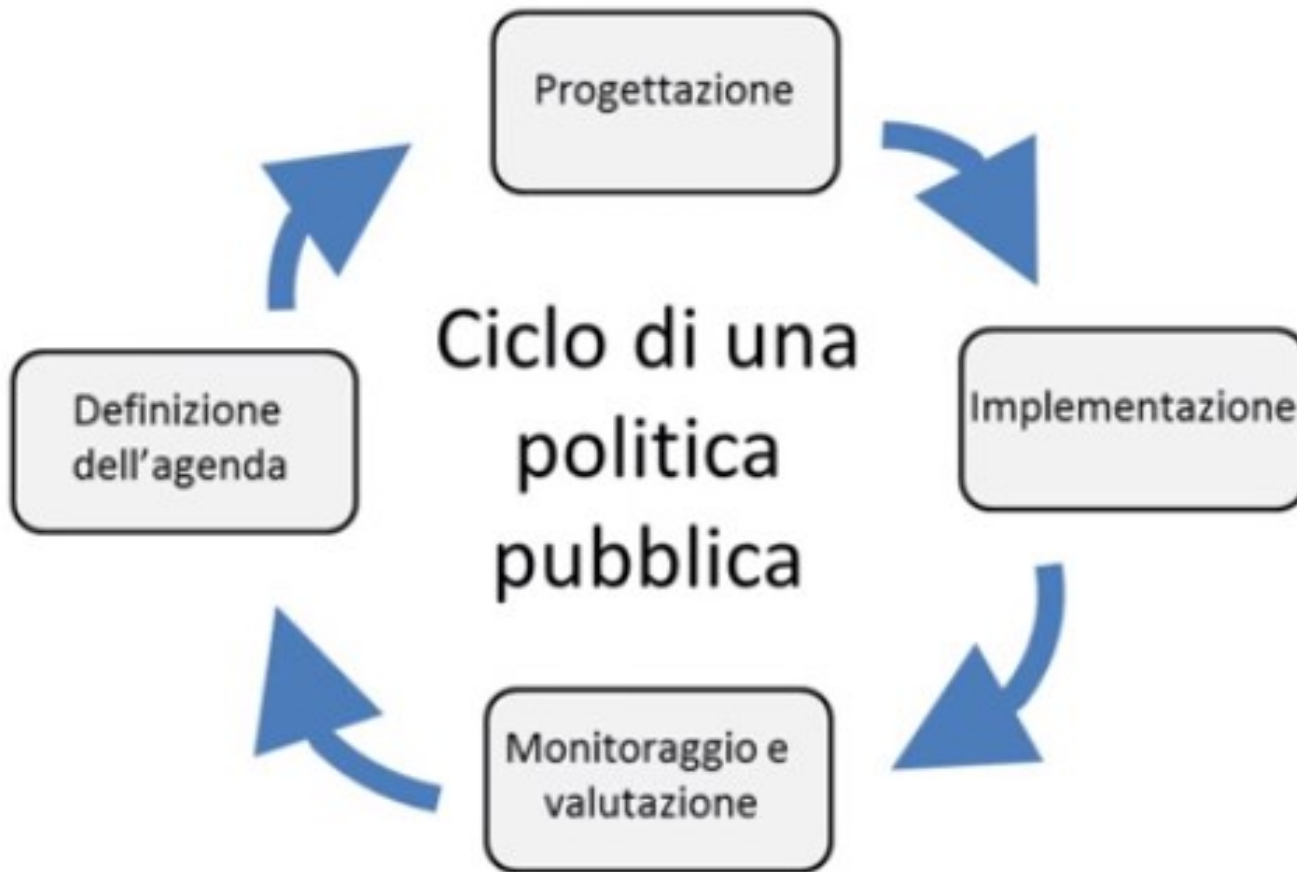 Progettazione
Ciclo di una
politica
pubblica
Definizione
dell'agenda
Implementazione
Monitoraggio e
valutazione